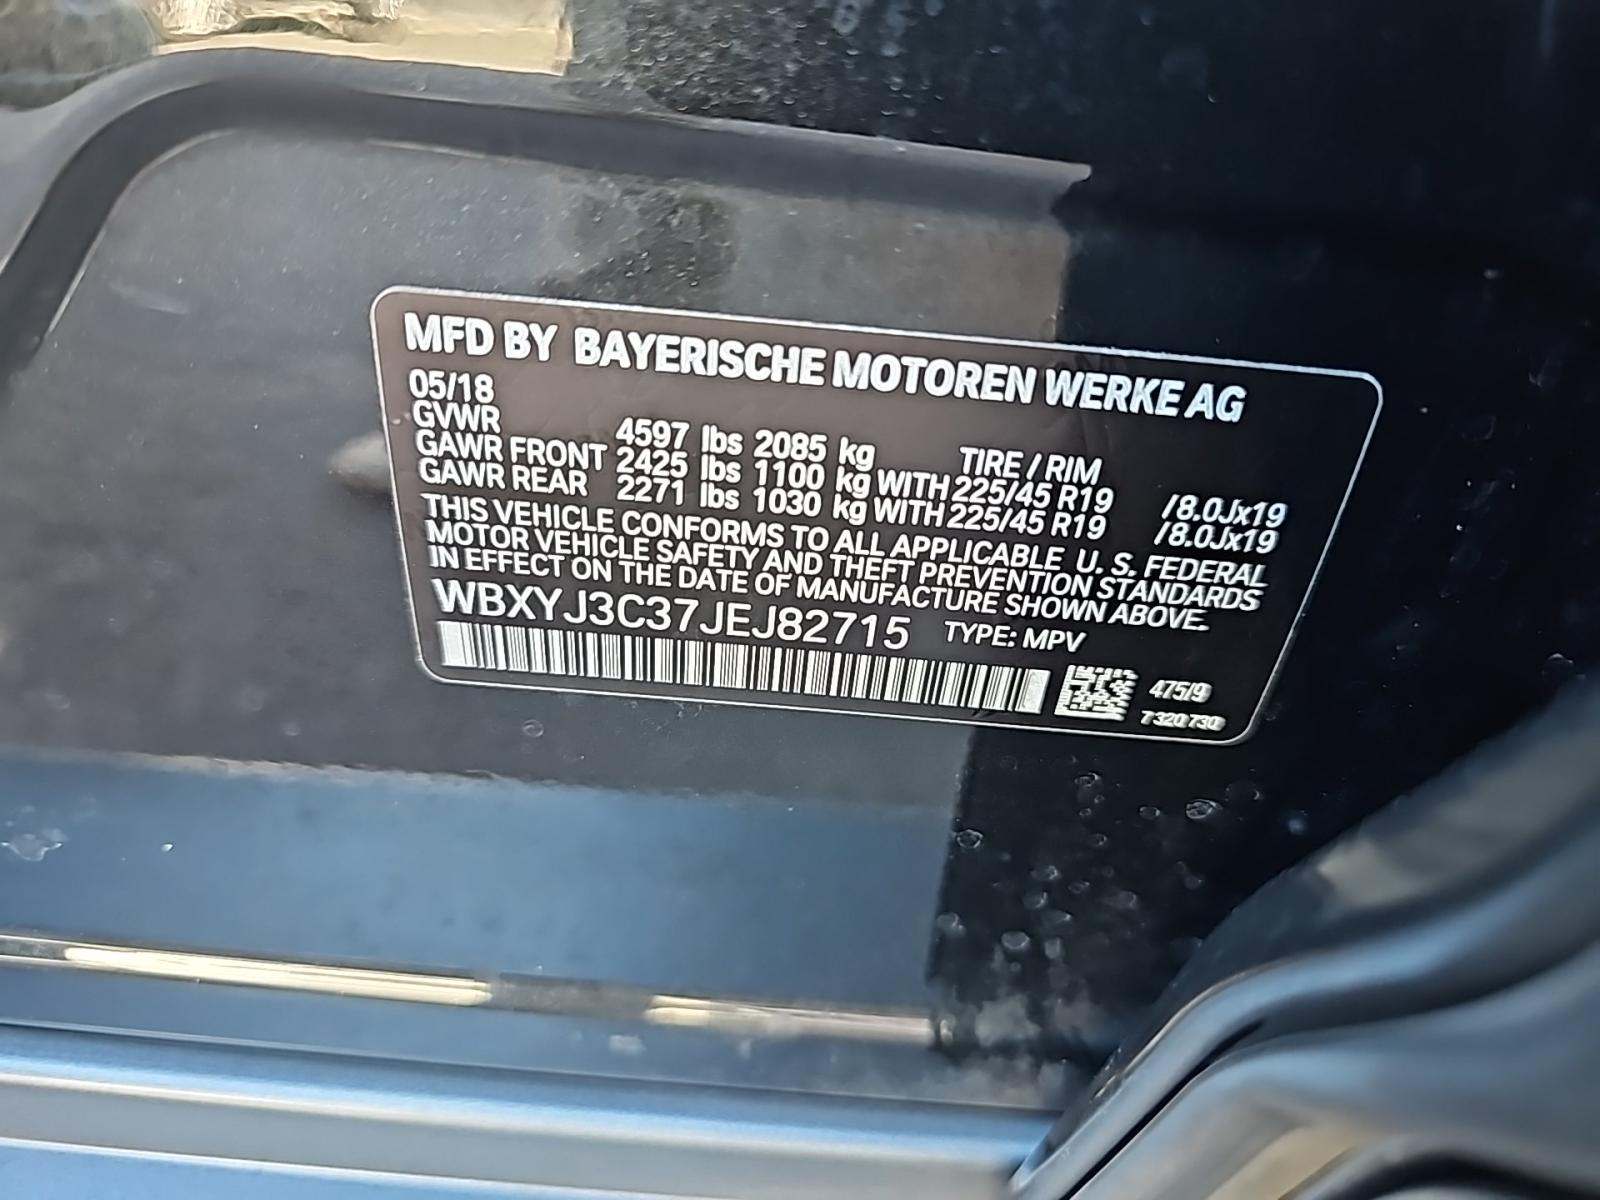 MFD BY BAYERISCHE MOTOREN WERKE AG
05/18
GVWR 4597 lbs 2085 kg TIRE / RIM
GAWR FRONT 2425 lbs 1100 kg WITH 225/45 R19 /8.0Jx19
GAWR REAR 2271 lbs 1030 kg WITH 225/45 R19 /8.0Jx19
THIS VEHICLE CONFORMS TO ALL APPLICABLE U. S. FEDERAL
MOTOR VEHICLE SAFETY AND THEFT PREVENTION STANDARDS
IN EFFECT ON THE DATE OF MANUFACTURE SHOWN ABOVE.
WBXYJ3C37JEJ82715 TYPE: MPV
475/9
7320730